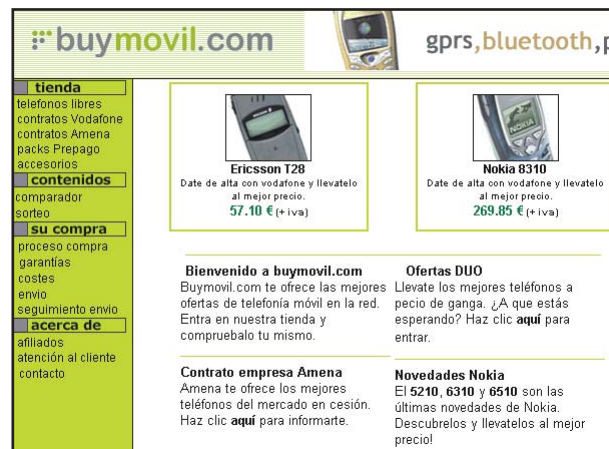 buymovil.com
gprs,bluetooth,p
tienda
telefonos libres
contratos Vodafone
contratos Amena
packs Prepago
accesorios
contenidos
comparador
sorteo
su compra
proceso compra
garantías
costes
envio
seguimiento envio
acerca de
afiliados
atención al cliente
contacto
Ericsson T28
Date de alta con vodafone y llevatelo
al mejor precio.
57.10 € (+ iva)
NOKIA
Nokia 8310
Date de alta con vodafone y llevatelo
al mejor precio.
269.85 € (+ iva)
Bienvenido a buymovil.com
Buymovil.com te ofrece las mejores
ofertas de telefonía móvil en la red.
Entra en nuestra tienda y
compruebalo tu mismo.
Ofertas DUO
Llevate los mejores teléfonos a
pecio de ganga. ¿A que estás
esperando? Haz clic aquí para
entrar.
Contrato empresa Amena
Amena te ofrece los mejores
teléfonos del mercado en cesión.
Haz clic aquí para informarte.
Novedades Nokia
El 5210, 6310 y 6510 son las
últimas novedades de Nokia.
Descubrelos y llevatelos al mejor
precio!